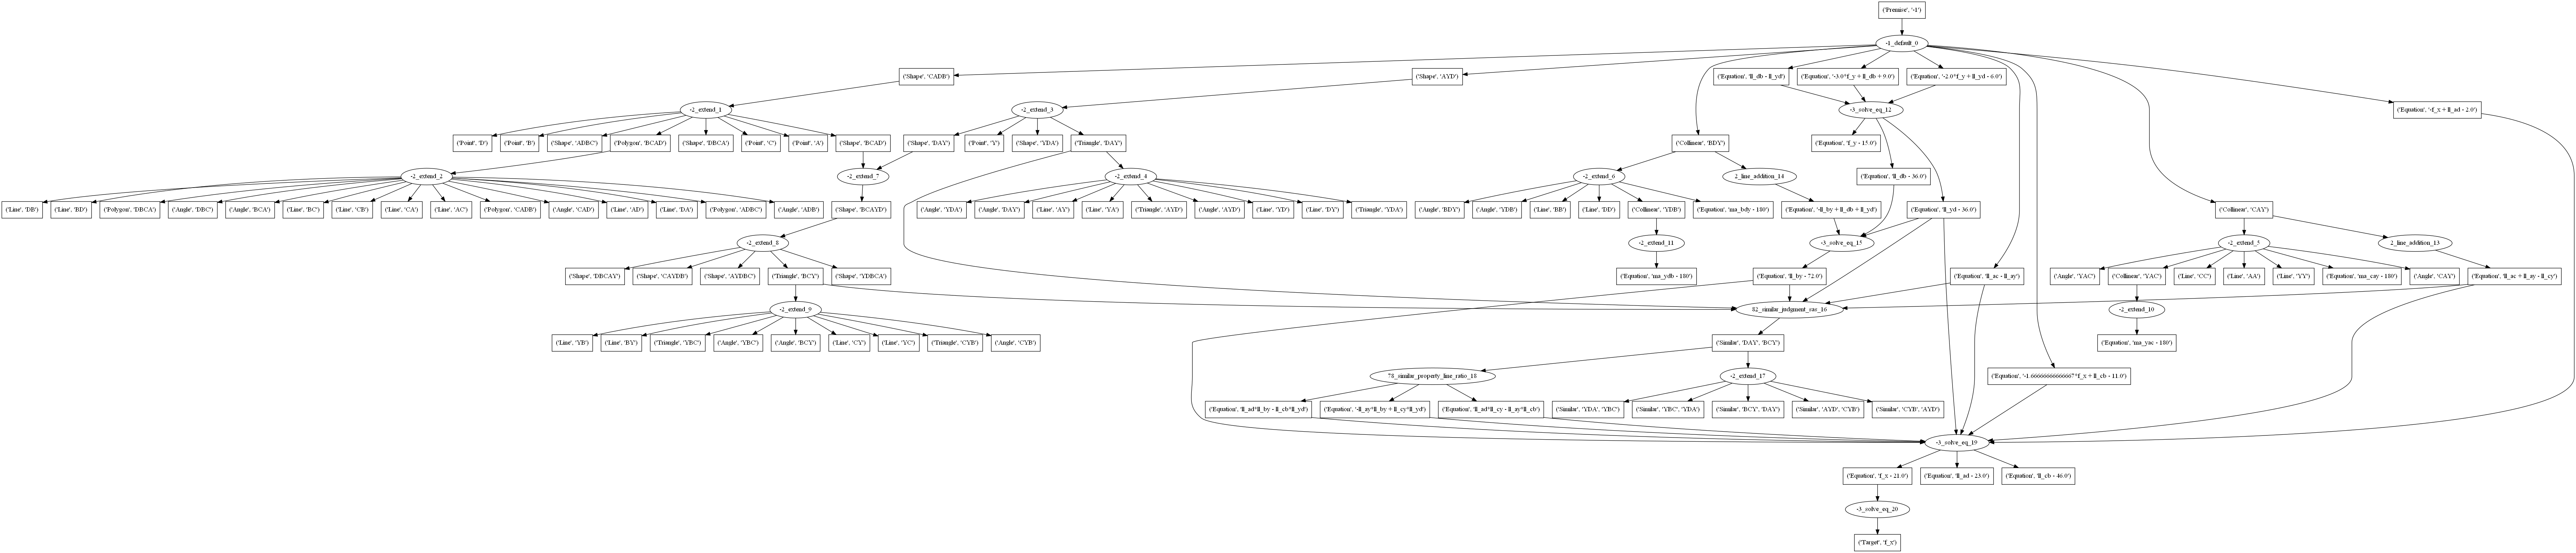 ('Premise', '-1')
-1_default_0
('Shape', 'CADB')
('Shape', 'AYD')
('Equation', 'll_db - ll_yd')
('Equation', '-3.0*f_y + ll_db + 9.0')
('Equation', '-2.0*f_y + ll_yd - 6.0')
-2_extend_1
-2_extend_3
-3_solve_eq_12
('Equation', '-f_x + ll_ad - 2.0')
('Point', 'D')
('Point', 'B')
('Shape', 'ADBC')
('Polygon', 'BCAD')
('Shape', 'DBCA')
('Point', 'C')
('Point', 'A')
('Shape', 'BCAD')
('Shape', 'DAY')
('Point', 'Y')
('Shape', 'YDA')
('Triangle', 'DAY')
('Collinear', 'BDY')
('Equation', 'f_y - 15.0')
-2_extend_2
-2_extend_7
-2_extend_4
-2_extend_6
2_line_addition_14
('Equation', 'll_db - 36.0')
('Line', 'DB')
('Line', 'BD')
('Polygon', 'DBCA')
('Angle', 'DBC')
('Angle', 'BCA')
('Line', 'BC')
('Line', 'CB')
('Line', 'CA')
('Line', 'AC')
('Polygon', 'CADB')
('Angle', 'CAD')
('Line', 'AD')
('Line', 'DA')
('Polygon', 'ADBC')
('Angle', 'ADB')
('Shape', 'BCAYD')
('Angle', 'YDA')
('Angle', 'DAY')
('Line', 'AY')
('Line', 'YA')
('Triangle', 'AYD')
('Angle', 'AYD')
('Line', 'YD')
('Line', 'DY')
('Triangle', 'YDA')
('Angle', 'BDY')
('Angle', 'YDB')
('Line', 'BB')
('Line', 'DD')
('Collinear', 'YDB')
('Equation', 'ma_bdy - 180')
('Equation', '-ll_by + ll_db + ll_yd')
('Equation', 'll_yd - 36.0')
('Collinear', 'CAY')
-2_extend_8
-2_extend_11
-3_solve_eq_15
-2_extend_5
2_line_addition_13
('Shape', 'DBCAY')
('Shape', 'CAYDB')
('Shape', 'AYDBC')
('Triangle', 'BCY')
('Shape', 'YDBCA')
('Equation', 'ma_ydb - 180')
('Equation', 'll_by - 72.0')
('Equation', 'll_ac - ll_ay')
('Angle', 'YAC')
('Collinear', 'YAC')
('Line', 'CC')
('Line', 'AA')
('Line', 'YY')
('Equation', 'ma_cay - 180')
('Angle', 'CAY')
('Equation', 'll_ac + ll_ay - ll_cy')
-2_extend_9
82_similar_judgment_sas_16
-2_extend_10
('Line', 'YB')
('Line', 'BY')
('Triangle', 'YBC')
('Angle', 'YBC')
('Angle', 'BCY')
('Line', 'CY')
('Line', 'YC')
('Triangle', 'CYB')
('Angle', 'CYB')
('Similar', 'DAY', 'BCY')
('Equation', 'ma_yac - 180')
78_similar_property_line_ratio_18
-2_extend_17
('Equation', '-1.66666666666667*f_x + ll_cb - 11.0')
('Equation', 'll_ad*ll_by - ll_cb*ll_yd')
('Equation', '-ll_ay*ll_by + ll_cy*ll_yd')
('Equation', 'll_ad*ll_cy - ll_ay*ll_cb')
('Similar', 'YDA', 'YBC')
('Similar', 'YBC', 'YDA')
('Similar', 'BCY', 'DAY')
('Similar', 'AYD', 'CYB')
('Similar', 'CYB', 'AYD')
-3_solve_eq_19
('Equation', 'f_x - 21.0')
('Equation', 'll_ad - 23.0')
('Equation', 'll_cb - 46.0')
-3_solve_eq_20
('Target', 'f_x')